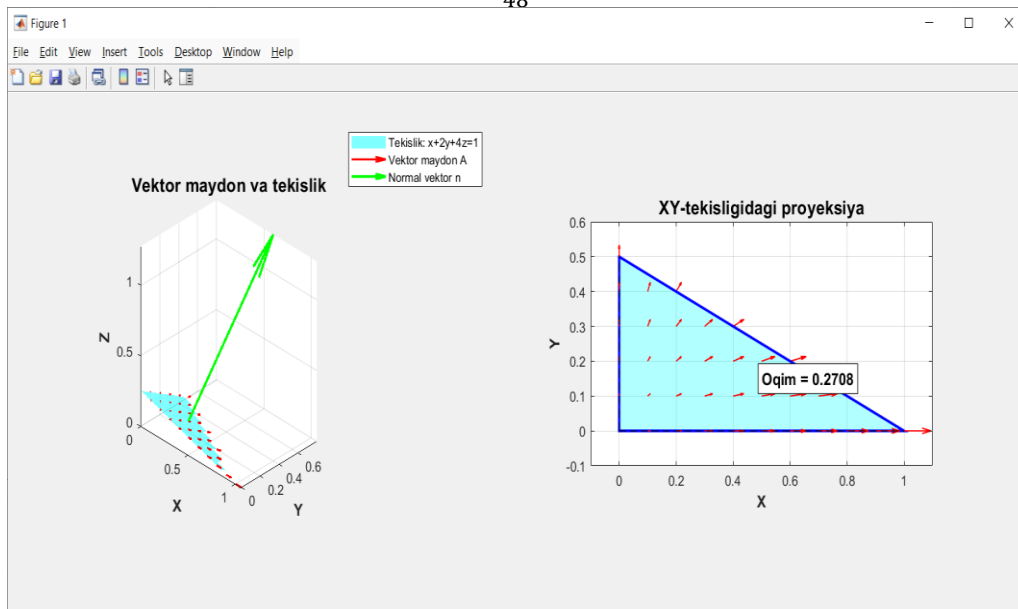 48
Figure 1
File Edit View Insert Tools Desktop Window Help
Tekislik: x+2y+4z=1
Vektor maydon A
Normal vektor n
Vektor maydon va tekislik
1
0.5
0
Z
0
0.5
1
X
0
0.2
0.4
0.6
Y
XY-tekisligidagi proyeksiya
0.6
0.5
0.4
0.3
0.2
0.1
0
-0.1
Y
Oqim = 0.2708
0 0.2 0.4 0.6 0.8 1
X